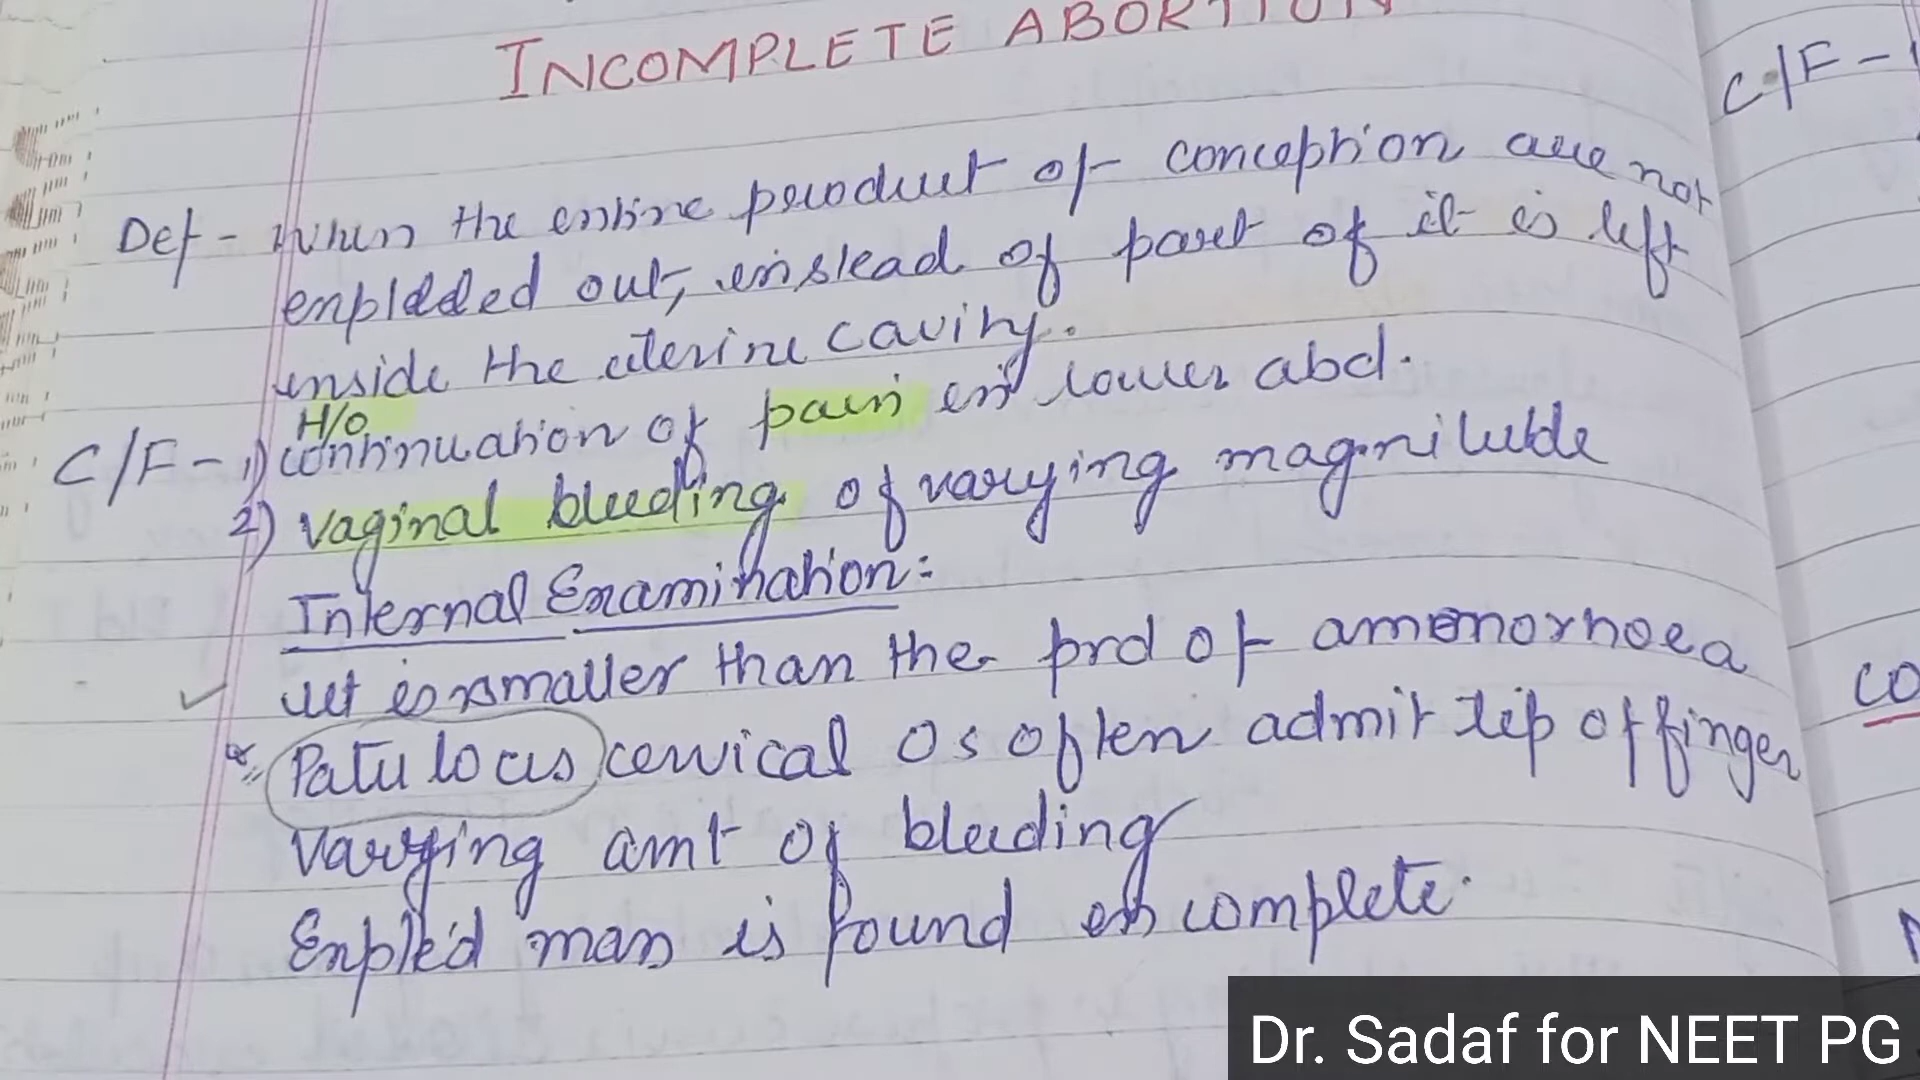 INCOMPLETE ABORTION
C/F -
Def - When the entire product of conception are not
expldded out, instead of part of it is left
inside the uterine cavity.
H/O
C/F - 1) continuation of pain in lower abd.
2) vaginal bleeding of varying magnitude
Internal Examination:
ut is smaller than the prd of amenorrhoea
Patulous cervical Os often admit tip of finger
varying amt of bleeding
Expl'd mass is found incomplete.
CO
Dr. Sadaf for NEET PG